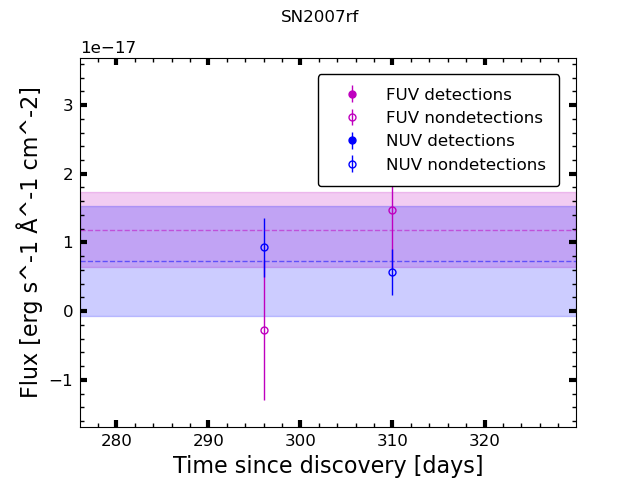 SN2007rf
1e−17
Flux [erg s^-1 Å^-1 cm^-2]
3
2
1
0
−1
FUV detections
FUV nondetections
NUV detections
NUV nondetections
280 290 300 310 320
Time since discovery [days]